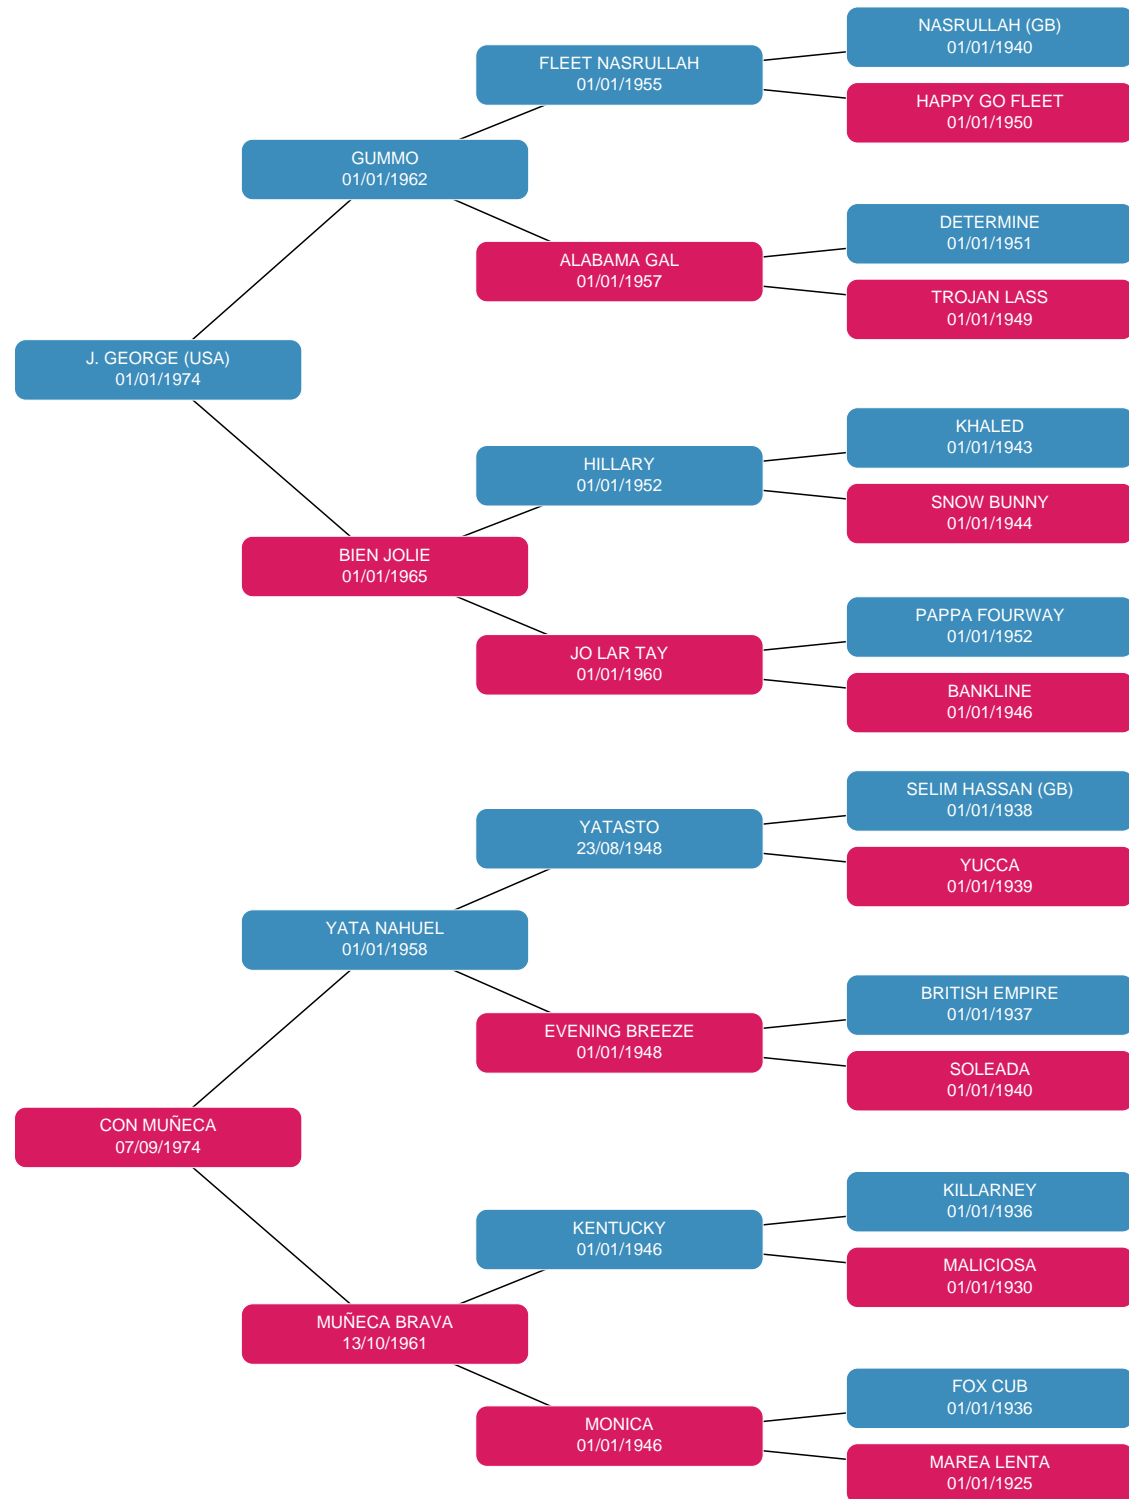 NASRULLAH (GB)
01/01/1940
FLEET NASRULLAH
01/01/1955
HAPPY GO FLEET
01/01/1950
GUMMO
01/01/1962
DETERMINE
01/01/1951
ALABAMA GAL
01/01/1957
TROJAN LASS
01/01/1949
J. GEORGE (USA)
01/01/1974
KHALED
01/01/1943
HILLARY
01/01/1952
SNOW BUNNY
01/01/1944
BIEN JOLIE
01/01/1965
PAPPA FOURWAY
01/01/1952
JO LAR TAY
01/01/1960
BANKLINE
01/01/1946
SELIM HASSAN (GB)
01/01/1938
YATASTO
23/08/1948
YUCCA
01/01/1939
YATA NAHUEL
01/01/1958
BRITISH EMPIRE
01/01/1937
EVENING BREEZE
01/01/1948
SOLEADA
01/01/1940
CON MUÑECA
07/09/1974
KILLARNEY
01/01/1936
KENTUCKY
01/01/1946
MALICIOSA
01/01/1930
MUÑECA BRAVA
13/10/1961
FOX CUB
01/01/1936
MONICA
01/01/1946
MAREA LENTA
01/01/1925